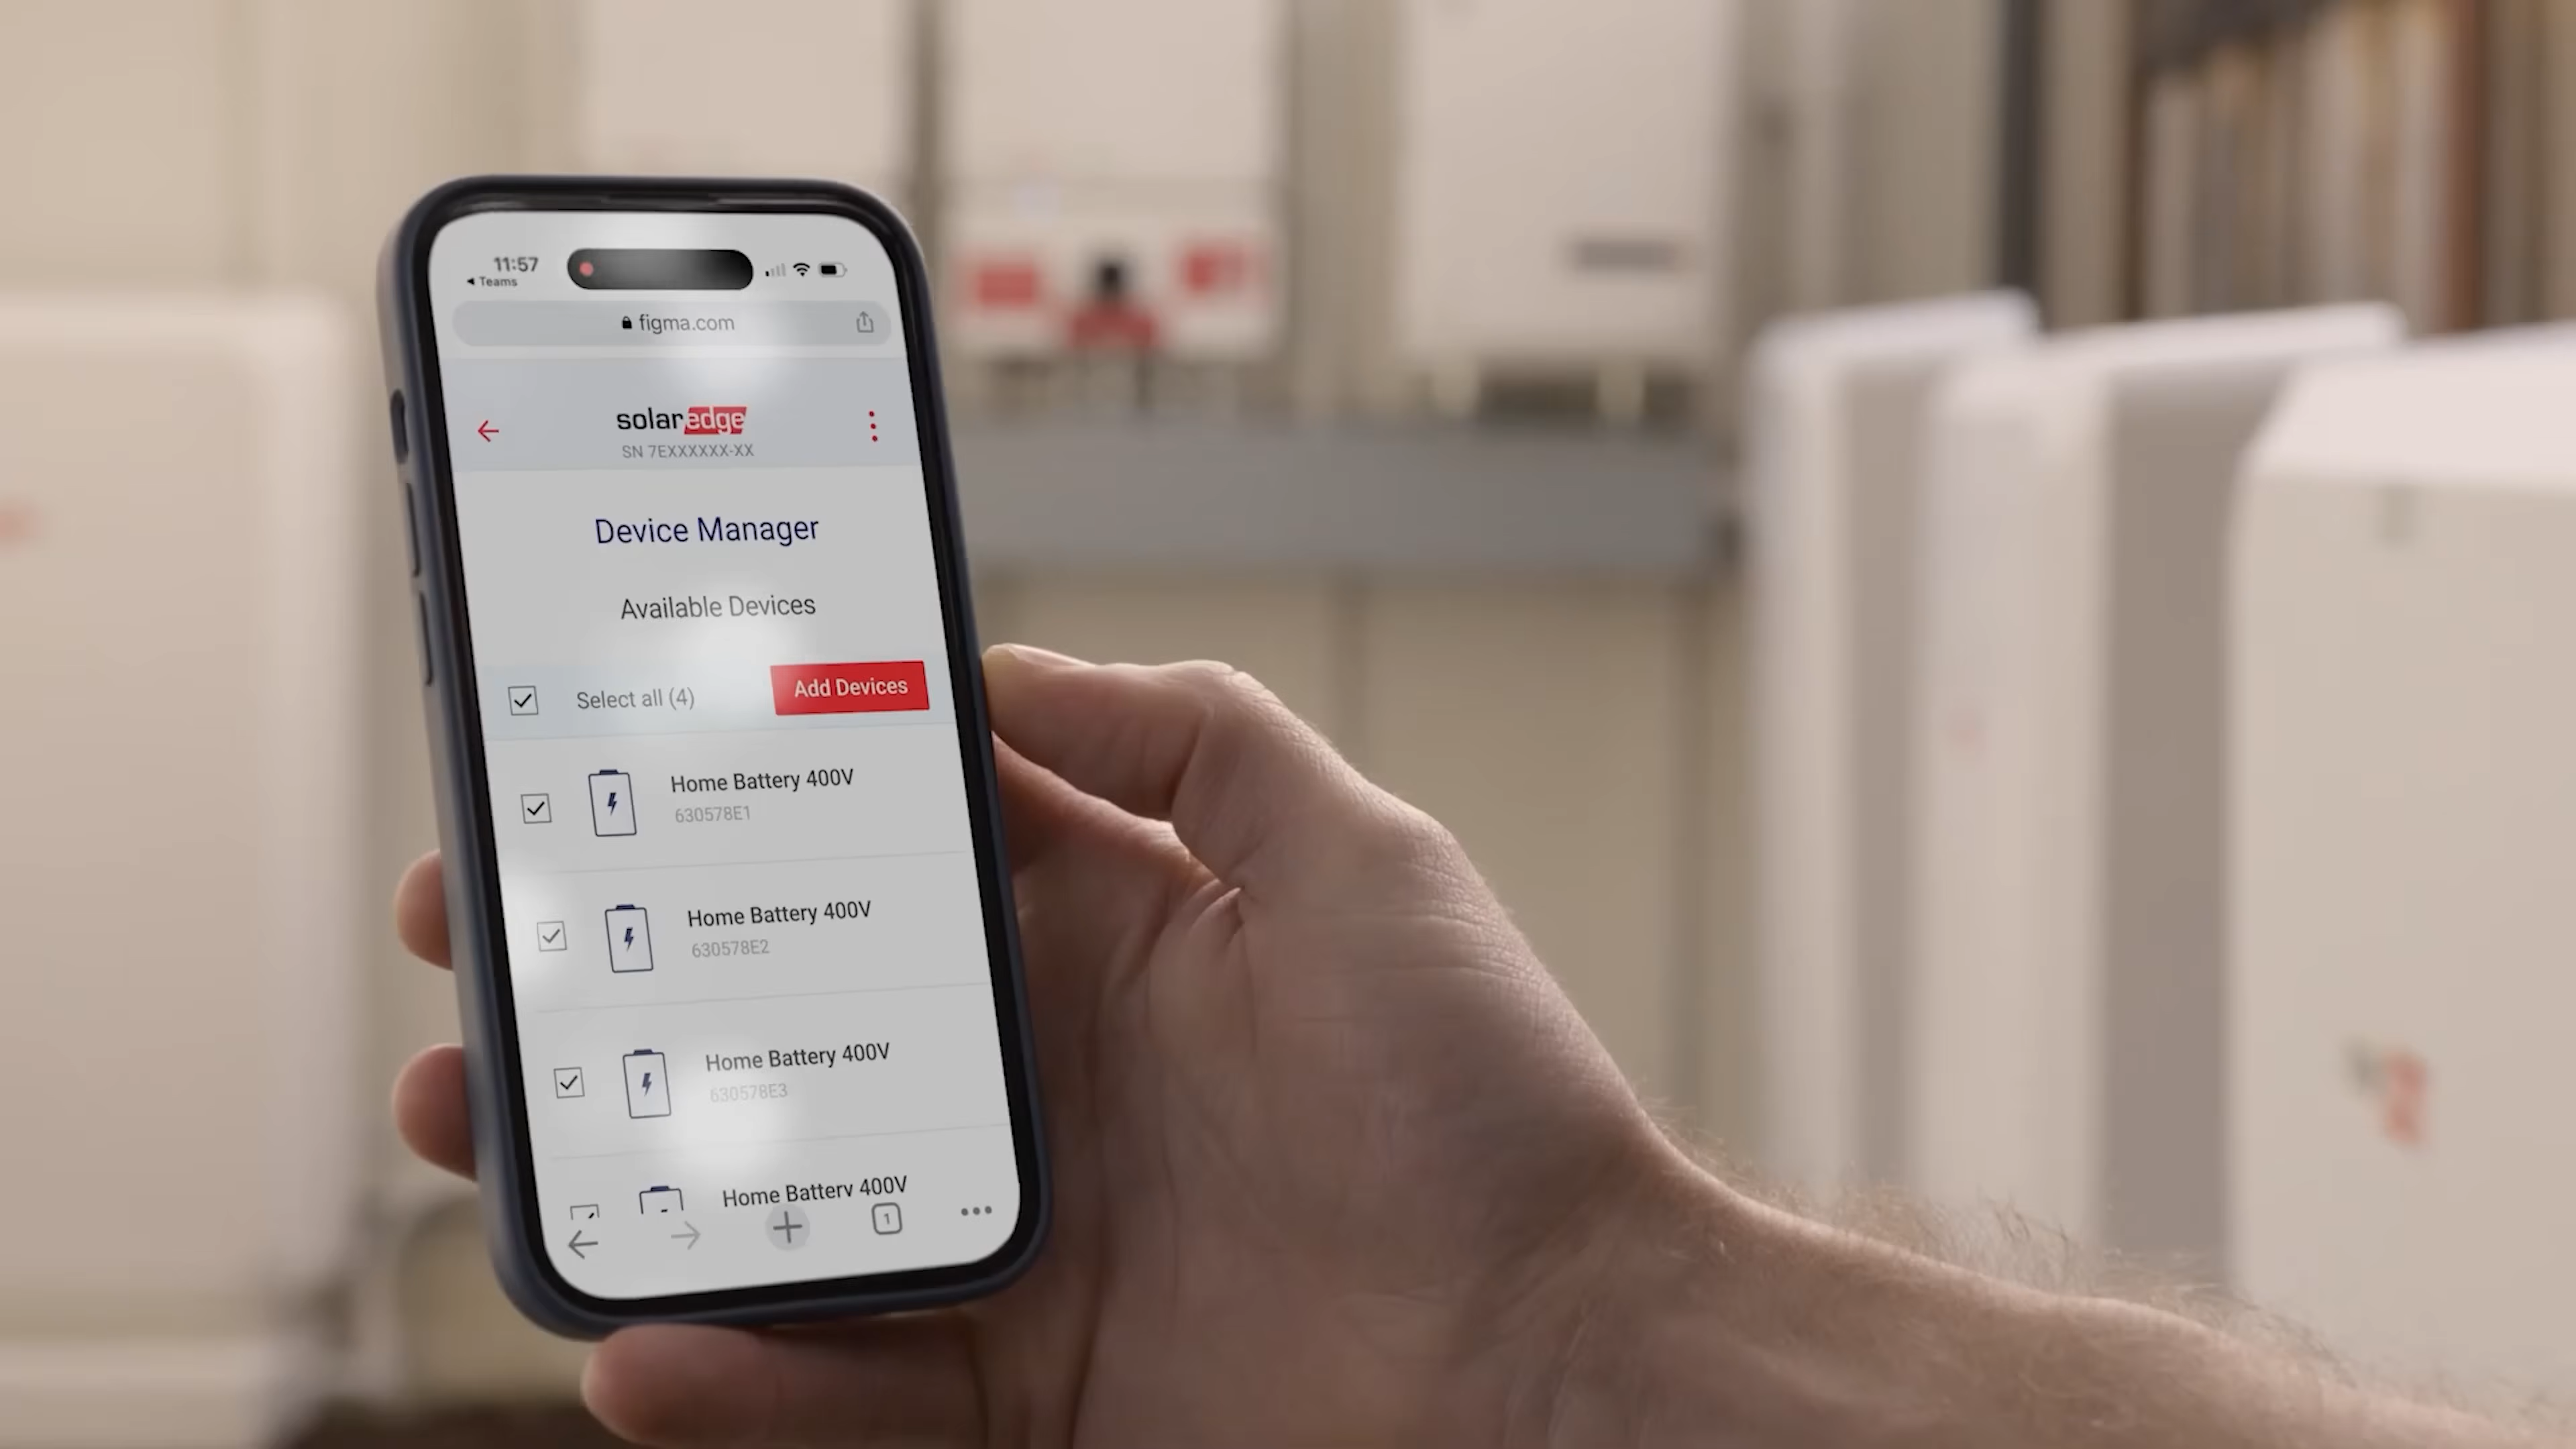 11:57
Teams
figma.com
solaredge
SN 7EXXXXXX-XX
Device Manager
Available Devices
Select all (4)
Add Devices
Home Battery 400V
630578E1
Home Battery 400V
630578E2
Home Battery 400V
630578E3
Home Battery 400V
1